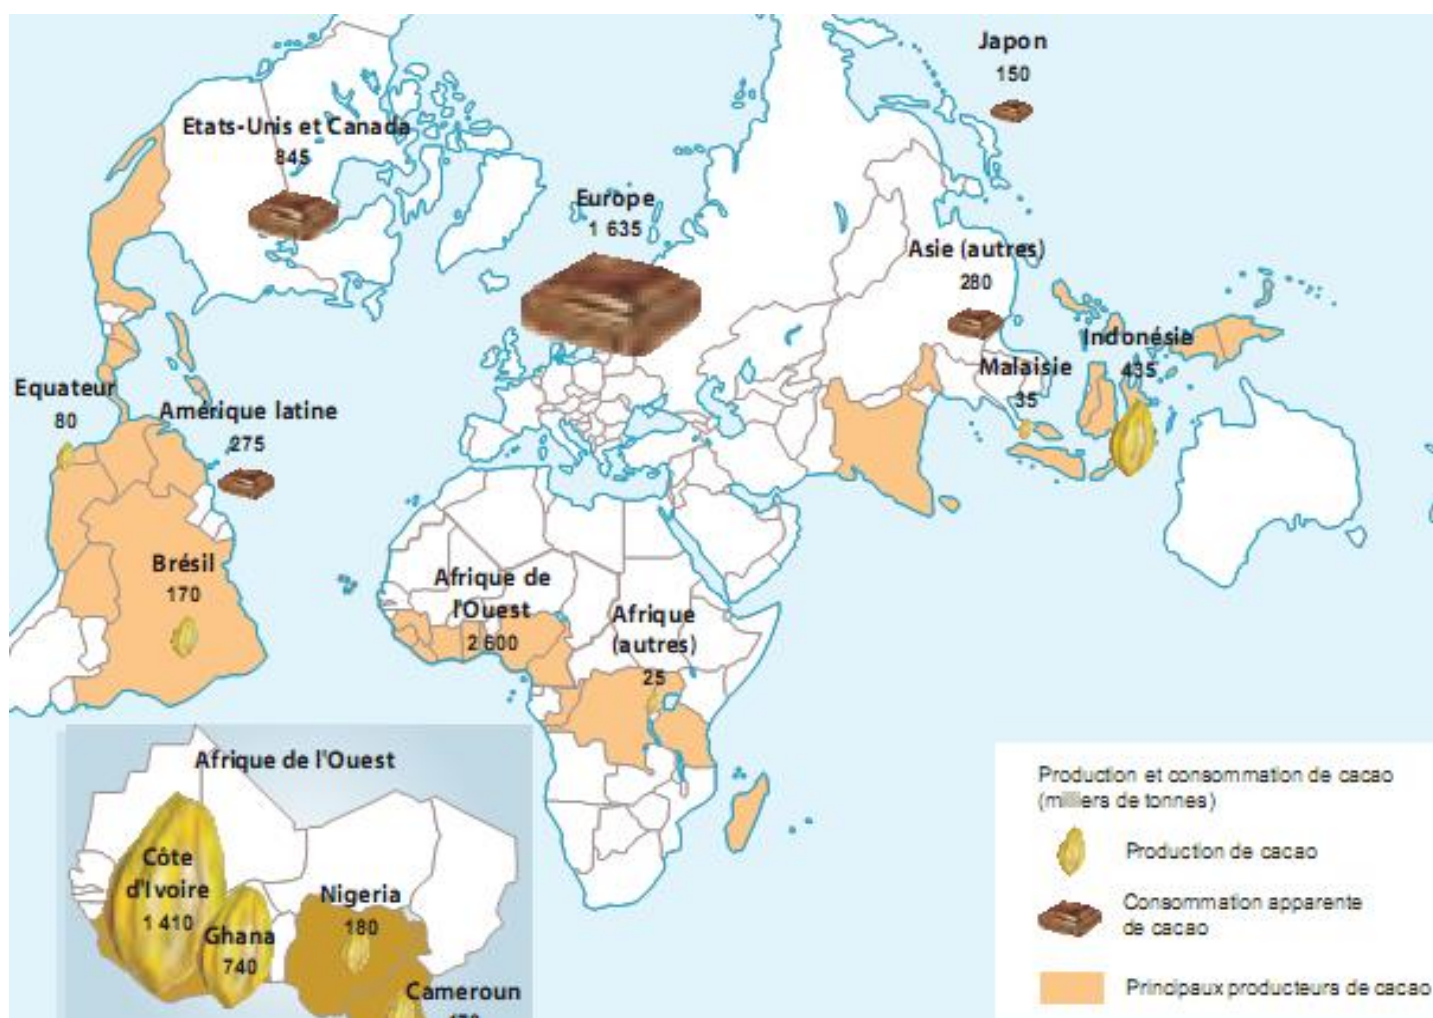 Japon
150
Etats-Unis et Canada
845
Europe
1 635
Asie (autres)
280
Indonésie
435
Malaisie
35
Equateur
80
Amérique latine
275
Brésil
170
Afrique de
l'Ouest
2 600
Afrique
(autres)
25
Afrique de l'Ouest
Côte
d'Ivoire
1 410
Ghana
740
Nigeria
180
Cameroun
Production et consommation de cacao
(milliers de tonnes)
Production de cacao
Consommation apparente
de cacao
Principaux producteurs de cacao